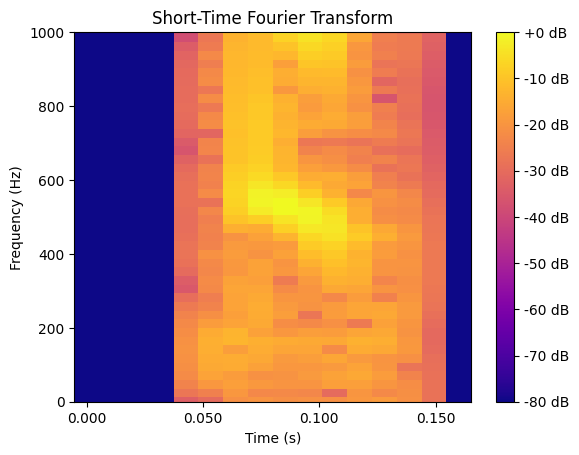 Short-Time Fourier Transform
1000
800
600
400
200
0
Frequency (Hz)
0.000
0.050
0.100
0.150
Time (s)
+0 dB
-10 dB
-20 dB
-30 dB
-40 dB
-50 dB
-60 dB
-70 dB
-80 dB